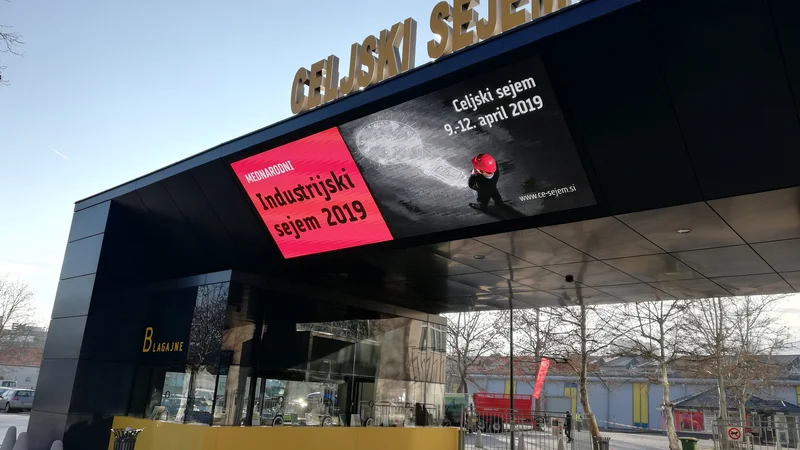 CELJSKI SEJEM
MEDNARODNI
Industrijski
sejem 2019
Celjski sejem
9.-12. april 2019
www.ce-sejem.si
BLAGAJNE